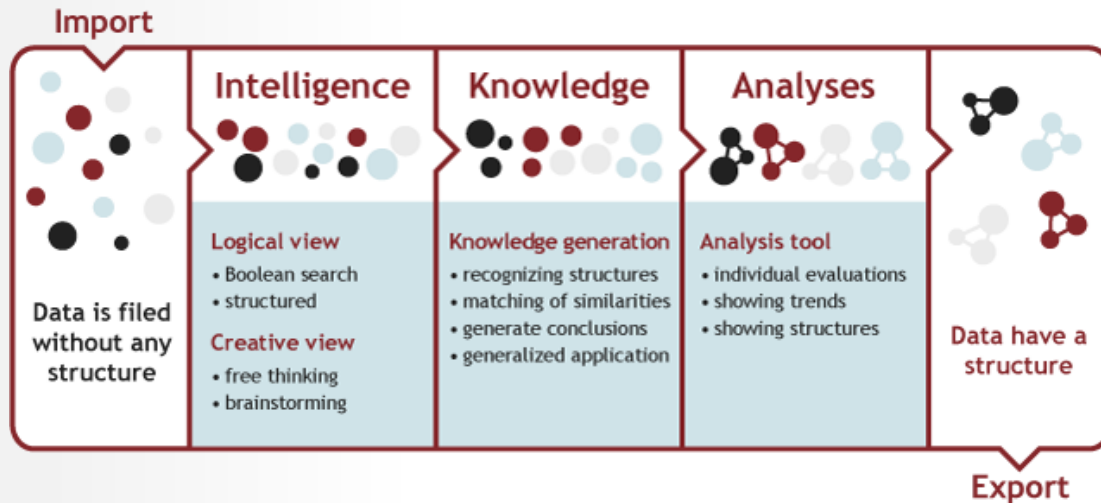 Import
Data is filed
without any
structure
Intelligence
Logical view
• Boolean search
• structured
Creative view
• free thinking
• brainstorming
Knowledge
Knowledge generation
• recognizing structures
• matching of similarities
• generate conclusions
• generalized application
Analyses
Analysis tool
• individual evaluations
• showing trends
• showing structures
Data have a
structure
Export